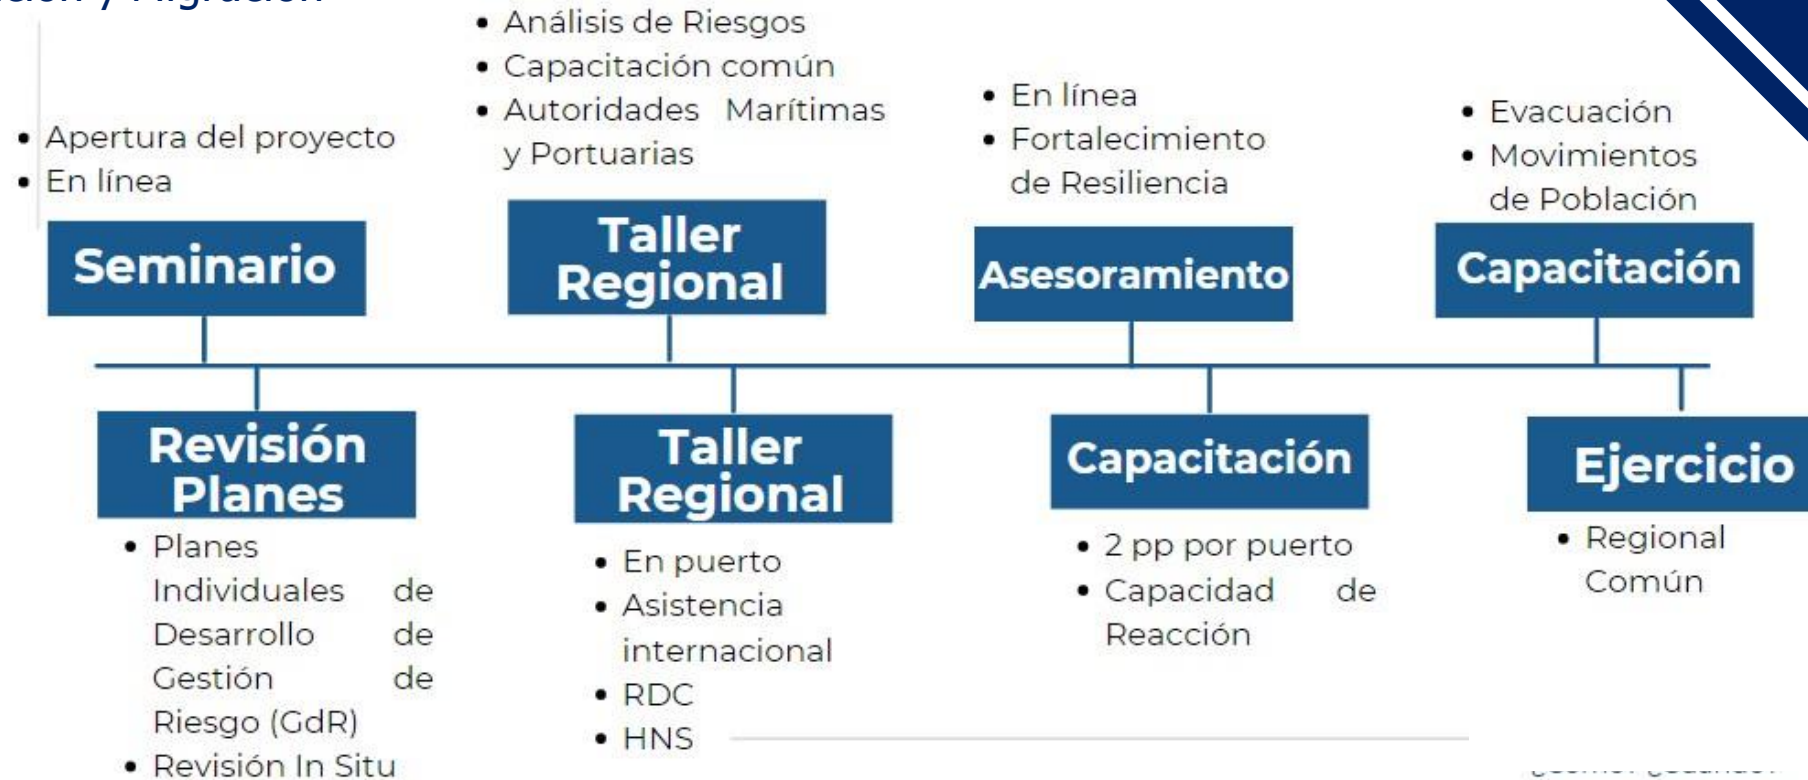 y Migración
• Análisis de Riesgos
• Capacitación común
• Autoridades Marítimas
y Portuarias
• Apertura del proyecto
• En línea
• En línea
• Fortalecimiento
de Resiliencia
• Evacuación
• Movimientos
de Población
Seminario
Taller
Regional
Asesoramiento
Capacitación
Revisión
Planes
Taller
Regional
Capacitación
Ejercicio
• Planes
Individuales de
Desarrollo de
Gestión de
Riesgo (GdR)
• Revisión In Situ
• En puerto
• Asistencia
internacional
• RDC
• HNS
• 2 pp por puerto
• Capacidad de
Reacción
• Regional
Común